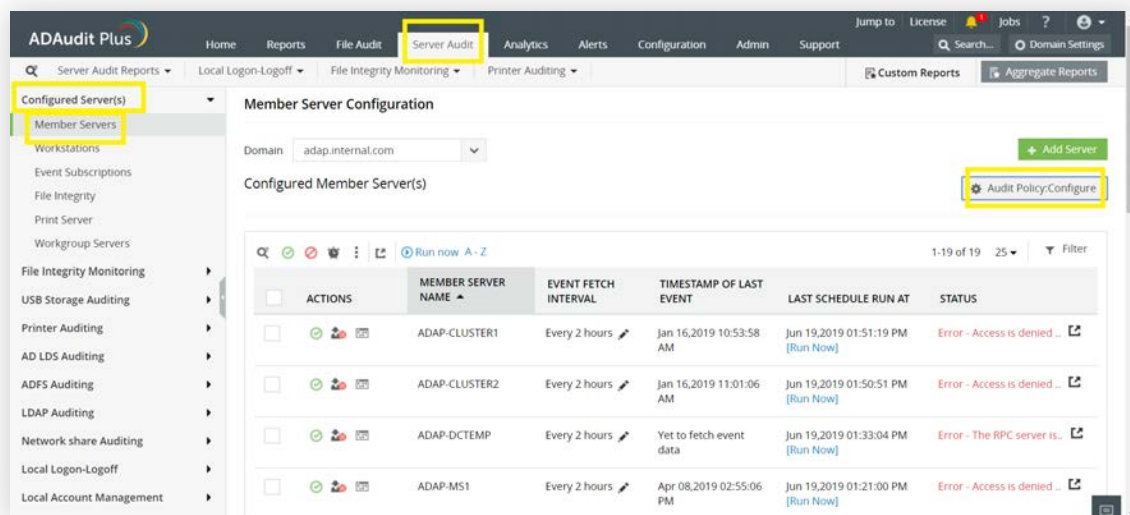 Jump to License 1 Jobs ?
ADAudit Plus
Home Reports File Audit Server Audit Analytics Alerts Configuration Admin Support Search... Domain Settings
Server Audit Reports Local Logon-Logoff File Integrity Monitoring Printer Auditing Custom Reports Aggregate Reports
Configured Server(s)
Member Servers
Workstations
Event Subscriptions
File Integrity
Print Server
Workgroup Servers
File Integrity Monitoring
USB Storage Auditing
Printer Auditing
AD LDS Auditing
ADFS Auditing
LDAP Auditing
Network share Auditing
Local Logon-Logoff
Local Account Management
Member Server Configuration
Domain adap.internal.com + Add Server
Configured Member Server(s) Audit Policy:Configure
Run now A - Z 1-19 of 19 25 Filter
ACTIONS MEMBER SERVER NAME EVENT FETCH INTERVAL TIMESTAMP OF LAST EVENT LAST SCHEDULE RUN AT STATUS
ADAP-CLUSTER1 Every 2 hours Jan 16,2019 10:53:58 AM Jun 19,2019 01:51:19 PM [Run Now] Error - Access is denied ..
ADAP-CLUSTER2 Every 2 hours Jan 16,2019 11:01:06 AM Jun 19,2019 01:50:51 PM [Run Now] Error - Access is denied ..
ADAP-DCTEMP Every 2 hours Yet to fetch event data Jun 19,2019 01:33:04 PM [Run Now] Error - The RPC server is..
ADAP-MS1 Every 2 hours Apr 08,2019 02:55:06 PM Jun 19,2019 01:21:00 PM [Run Now] Error - Access is denied ..